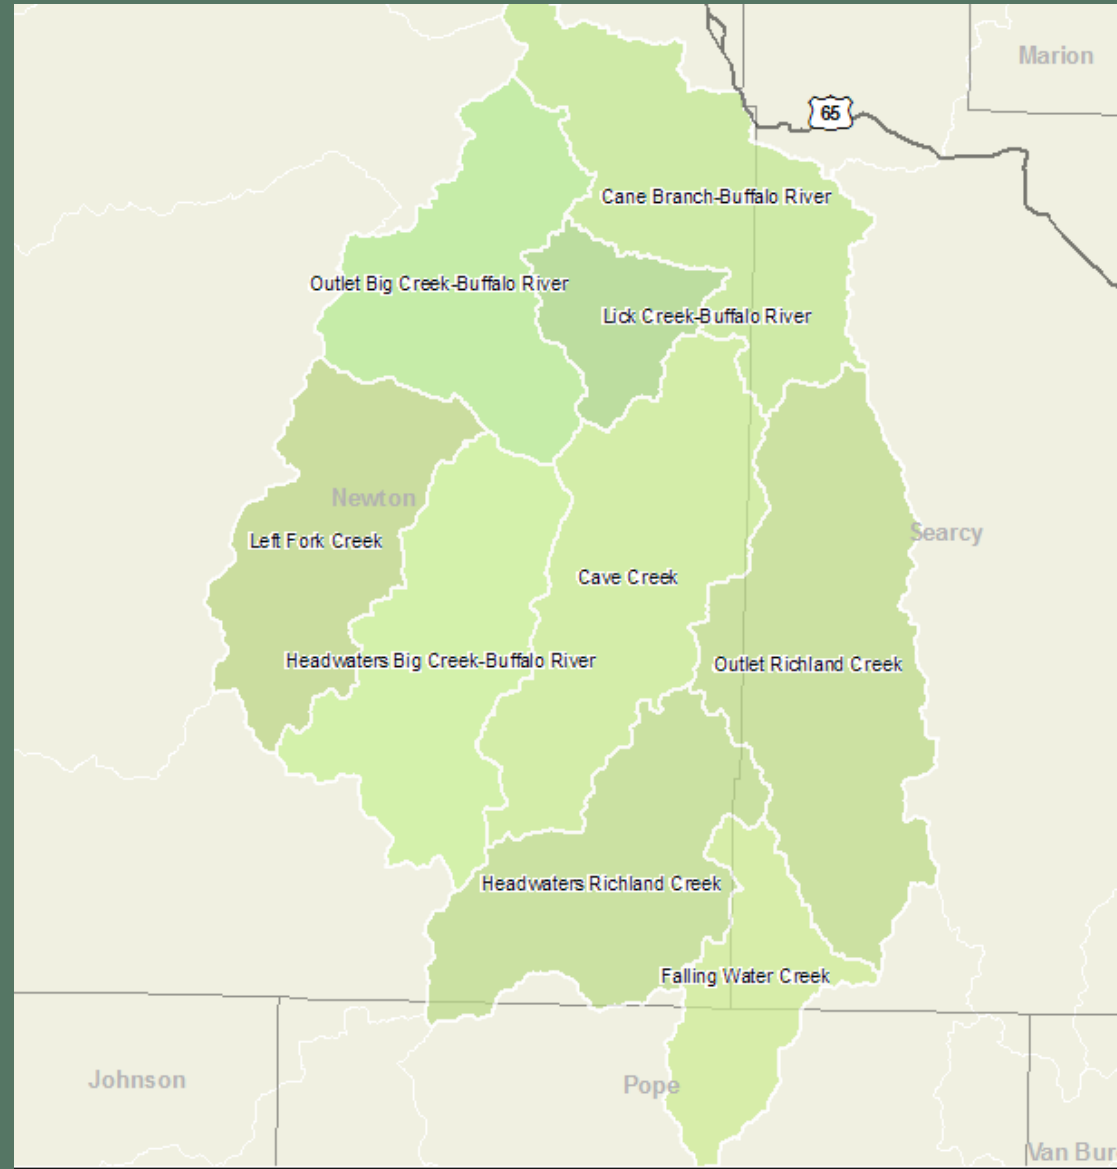 Marion
65
Cane Branch-Buffalo River
Outlet Big Creek-Buffalo River
Lick Creek-Buffalo River
Newton
Searcy
Left Fork Creek
Cave Creek
Headwaters Big Creek-Buffalo River
Outlet Richland Creek
Headwaters Richland Creek
Falling Water Creek
Johnson
Pope
Van Bur